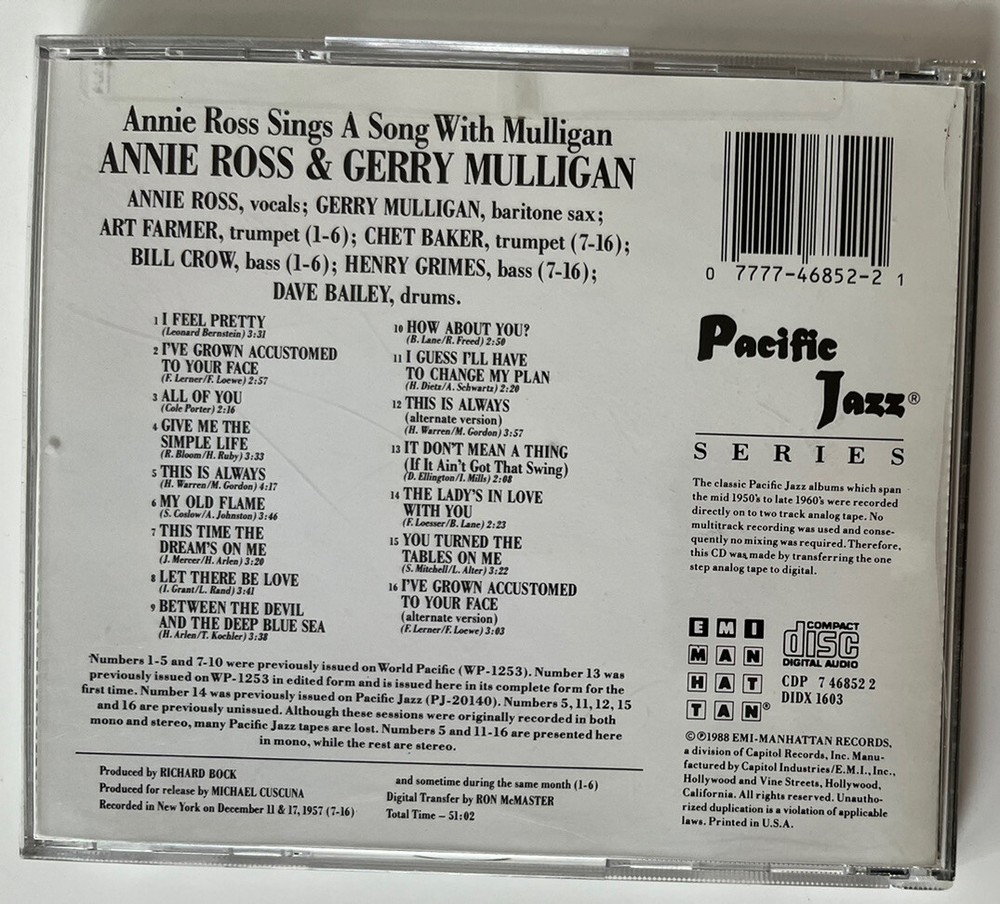 Annie Ross Sings A Song With Mulligan
ANNIE ROSS & GERRY MULLIGAN
ANNIE ROSS, vocals; GERRY MULLIGAN, baritone sax;
ART FARMER, trumpet (1-6); CHET BAKER, trumpet (7-16);
BILL CROW, bass (1-6); HENRY GRIMES, bass (7-16);
DAVE BAILEY, drums.
1 I FEEL PRETTY
(Leonard Bernstein) 3:31
2 I'VE GROWN ACCUSTOMED
TO YOUR FACE
(F. Lerner/F. Loewe) 2:57
3 ALL OF YOU
(Cole Porter) 2:16
4 GIVE ME THE
SIMPLE LIFE
(R. Bloom/H. Ruby) 3:33
5 THIS IS ALWAYS
(H. Warren/M. Gordon) 4:17
6 MY OLD FLAME
(S. Coslow/A. Johnston) 3:46
7 THIS TIME THE
DREAM'S ON ME
(J. Mercer/H. Arlen) 3:20
8 LET THERE BE LOVE
(I. Grant/L. Rand) 3:41
9 BETWEEN THE DEVIL
AND THE DEEP BLUE SEA
(H. Arlen/T. Koehler) 3:38
10 HOW ABOUT YOU?
(B. Lane/R. Freed) 2:50
11 I GUESS I'LL HAVE
TO CHANGE MY PLAN
(H. Dietz/A. Schwartz) 2:20
12 THIS IS ALWAYS
(alternate version)
(H. Warren/M. Gordon) 3:57
13 IT DON'T MEAN A THING
(If It Ain't Got That Swing)
(D. Ellington/I. Mills) 2:08
14 THE LADY'S IN LOVE
WITH YOU
(F. Loesser/B. Lane) 2:23
15 YOU TURNED THE
TABLES ON ME
(S. Mitchell/L. Alter) 3:22
16 I'VE GROWN ACCUSTOMED
TO YOUR FACE
(alternate version)
(F. Lerner/F. Loewe) 3:03
Numbers 1-5 and 7-10 were previously issued on World Pacific (WP-1253). Number 13 was
previously issued on WP-1253 in edited form and is issued here in its complete form for the
first time. Number 14 was previously issued on Pacific Jazz (PJ-20140). Numbers 5, 11, 12, 15
and 16 are previously unissued. Although these sessions were originally recorded in both
mono and stereo, many Pacific Jazz tapes are lost. Numbers 5 and 11-16 are presented here
in mono, while the rest are stereo.
Produced by RICHARD BOCK
Produced for release by MICHAEL CUSCUNA
Recorded in New York on December 11 & 17, 1957 (7-16)
and sometime during the same month (1-6)
Digital Transfer by RON McMASTER
Total Time – 51:02
0 7777-46852-2 1
Pacific
Jazz®
SERIES
The classic Pacific Jazz albums which span
the mid 1950's to late 1960's were recorded
directly on to two track analog tape. No
multitrack recording was used and conse-
quently no mixing was required. Therefore,
this CD was made by transferring the one
step analog tape to digital.
EMI
MAN
HAT
TAN®
COMPACT
disc
DIGITAL AUDIO
CDP 7 46852 2
DIDX 1603
©℗1988 EMI-MANHATTAN RECORDS,
a division of Capitol Records, Inc. Manu-
factured by Capitol Industries/E.M.I., Inc.,
Hollywood and Vine Streets, Hollywood,
California. All rights reserved. Unautho-
rized duplication is a violation of applicable
laws. Printed in U.S.A.